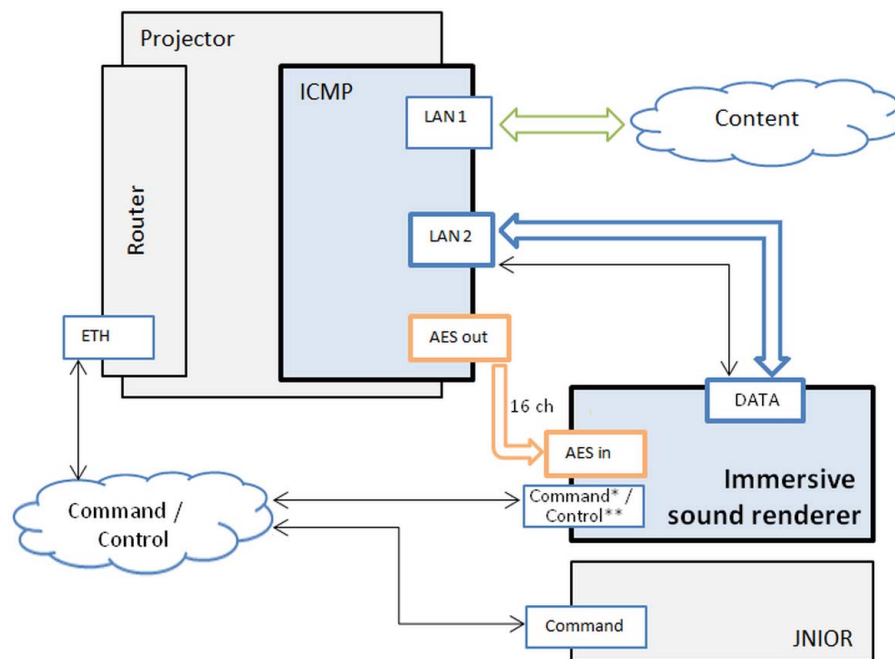 Projector
ICMP
LAN 1
Content
Router
LAN 2
ETH
AES out
16 ch
DATA
AES in
Immersive
sound renderer
Command* /
Control**
Command /
Control
Command
JNIOR